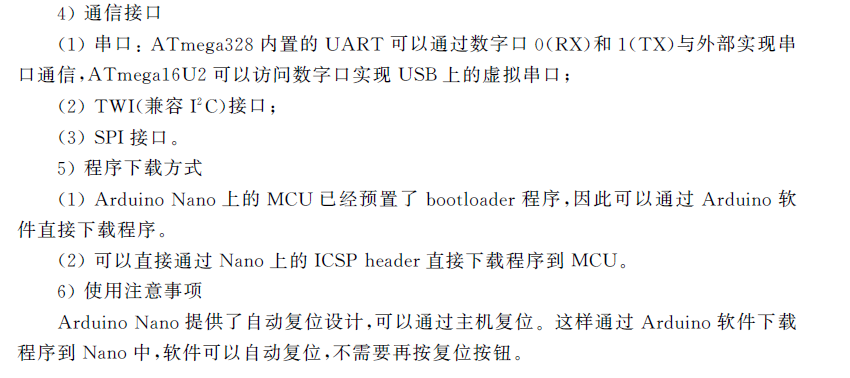 4) 通信接口
(1) 串口：ATmega328 内置的 UART 可以通过数字口 0(RX)和 1(TX)与外部实现串
口通信,ATmega16U2 可以访问数字口实现 USB 上的虚拟串口；
(2) TWI(兼容 I²C)接口；
(3) SPI 接口。
5) 程序下载方式
(1) Arduino Nano 上的 MCU 已经预置了 bootloader 程序,因此可以通过 Arduino 软
件直接下载程序。
(2) 可以直接通过 Nano 上的 ICSP header 直接下载程序到 MCU。
6) 使用注意事项
Arduino Nano 提供了自动复位设计,可以通过主机复位。这样通过 Arduino 软件下载
程序到 Nano 中,软件可以自动复位,不需要再按复位按钮。